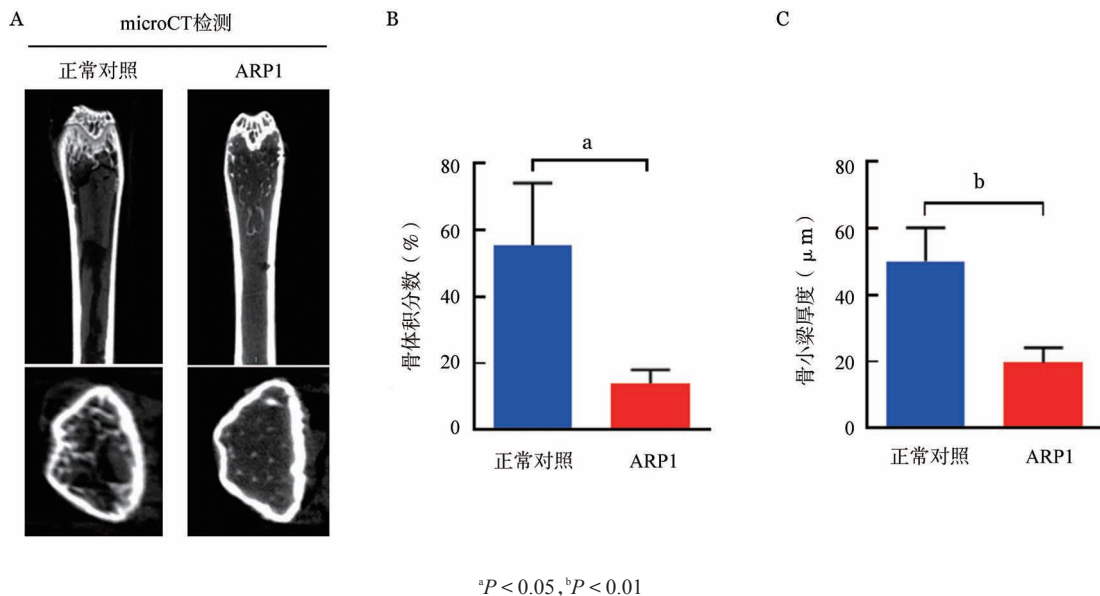 A
microCT检测
正常对照
ARP1
B
a
80
60
40
20
0
骨体积分数（%）
正常对照
ARP1
C
b
80
60
40
20
0
骨小梁厚度（μm）
正常对照
ARP1
ᵃP < 0.05,ᵇP < 0.01